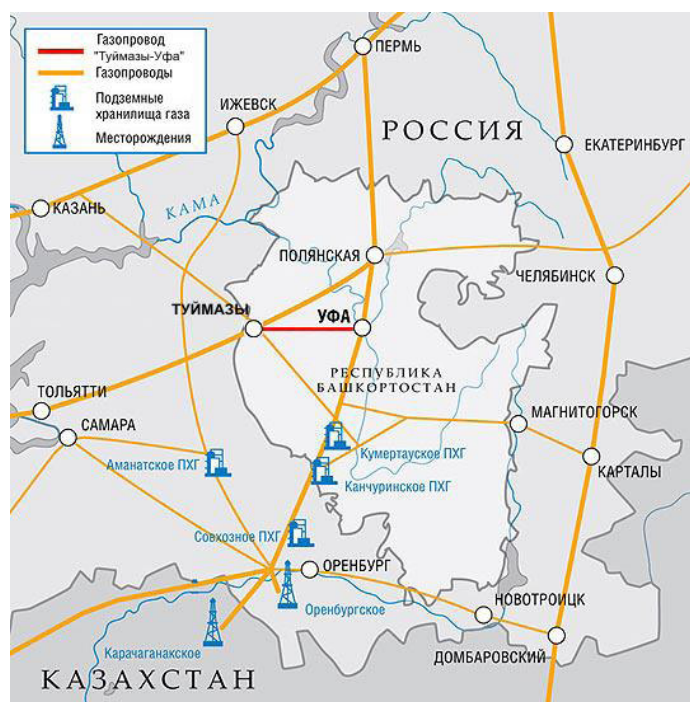 Газопровод
"Туймазы-Уфа"
Газопроводы
Подземные
хранилища газа
Месторождения
ПЕРМЬ
ИЖЕВСК
РОССИЯ
ЕКАТЕРИНБУРГ
КАЗАНЬ
КАМА
ПОЛЯНСКАЯ
ЧЕЛЯБИНСК
ТУЙМАЗЫ
УФА
РЕСПУБЛИКА
БАШКОРТОСТАН
ТОЛЬЯТТИ
САМАРА
МАГНИТОГОРСК
Кумертауское ПХГ
Аманатское ПХГ
КАРТАЛЫ
Канчуринское ПХГ
Совхозное ПХГ
ОРЕНБУРГ
Оренбургское
НОВОТРОИЦК
Карачаганакское
ДОМБАРОВСКИЙ
КАЗАХСТАН